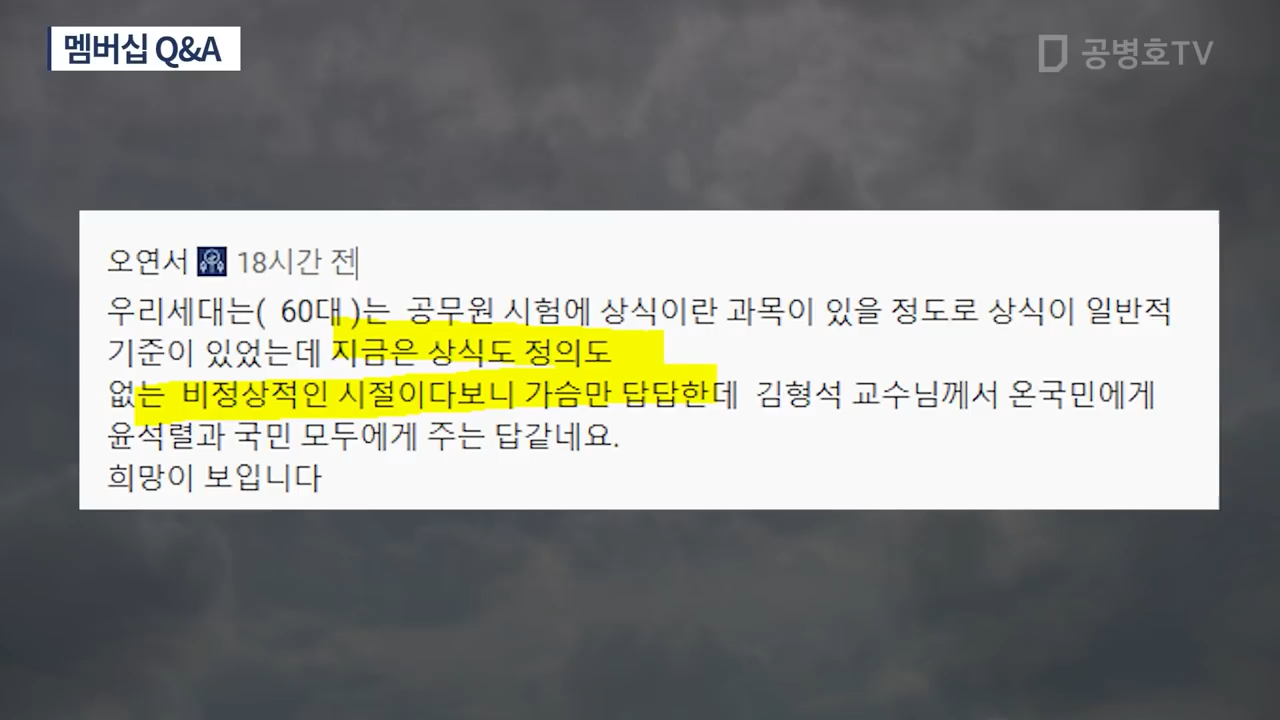 멤버십 Q&A
공병호TV
오연서 18시간 전
우리세대는( 60대 )는 공무원 시험에 상식이란 과목이 있을 정도로 상식이 일반적
기준이 있었는데 지금은 상식도 정의도
없는 비정상적인 시절이다보니 가슴만 답답한데 김형석 교수님께서 온국민에게
윤석렬과 국민 모두에게 주는 답같네요.
희망이 보입니다